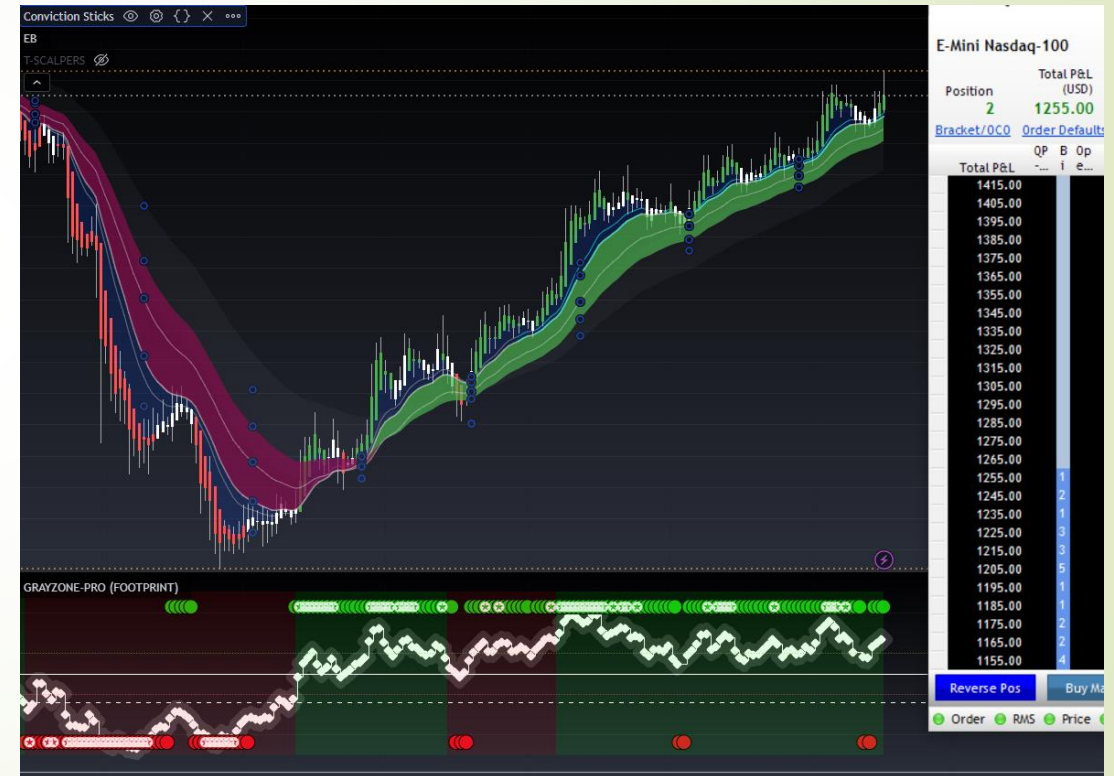 Conviction Sticks
EB
T-SCALPERS
GRAYZONE-PRO (FOOTPRINT)
E-Mini Nasdaq-100
Total P&L
Position (USD)
2 1255.00
Bracket/OCO Order Defaults
QP B Op
Total P&L -... i e...
1415.00
1405.00
1395.00
1385.00
1375.00
1365.00
1355.00
1345.00
1335.00
1325.00
1315.00
1305.00
1295.00
1285.00
1275.00
1265.00
1255.00 1
1245.00 2
1235.00 1
1225.00 3
1215.00 3
1205.00 5
1195.00 1
1185.00 1
1175.00 2
1165.00 2
1155.00 4
Reverse Pos Buy Ma
Order RMS Price